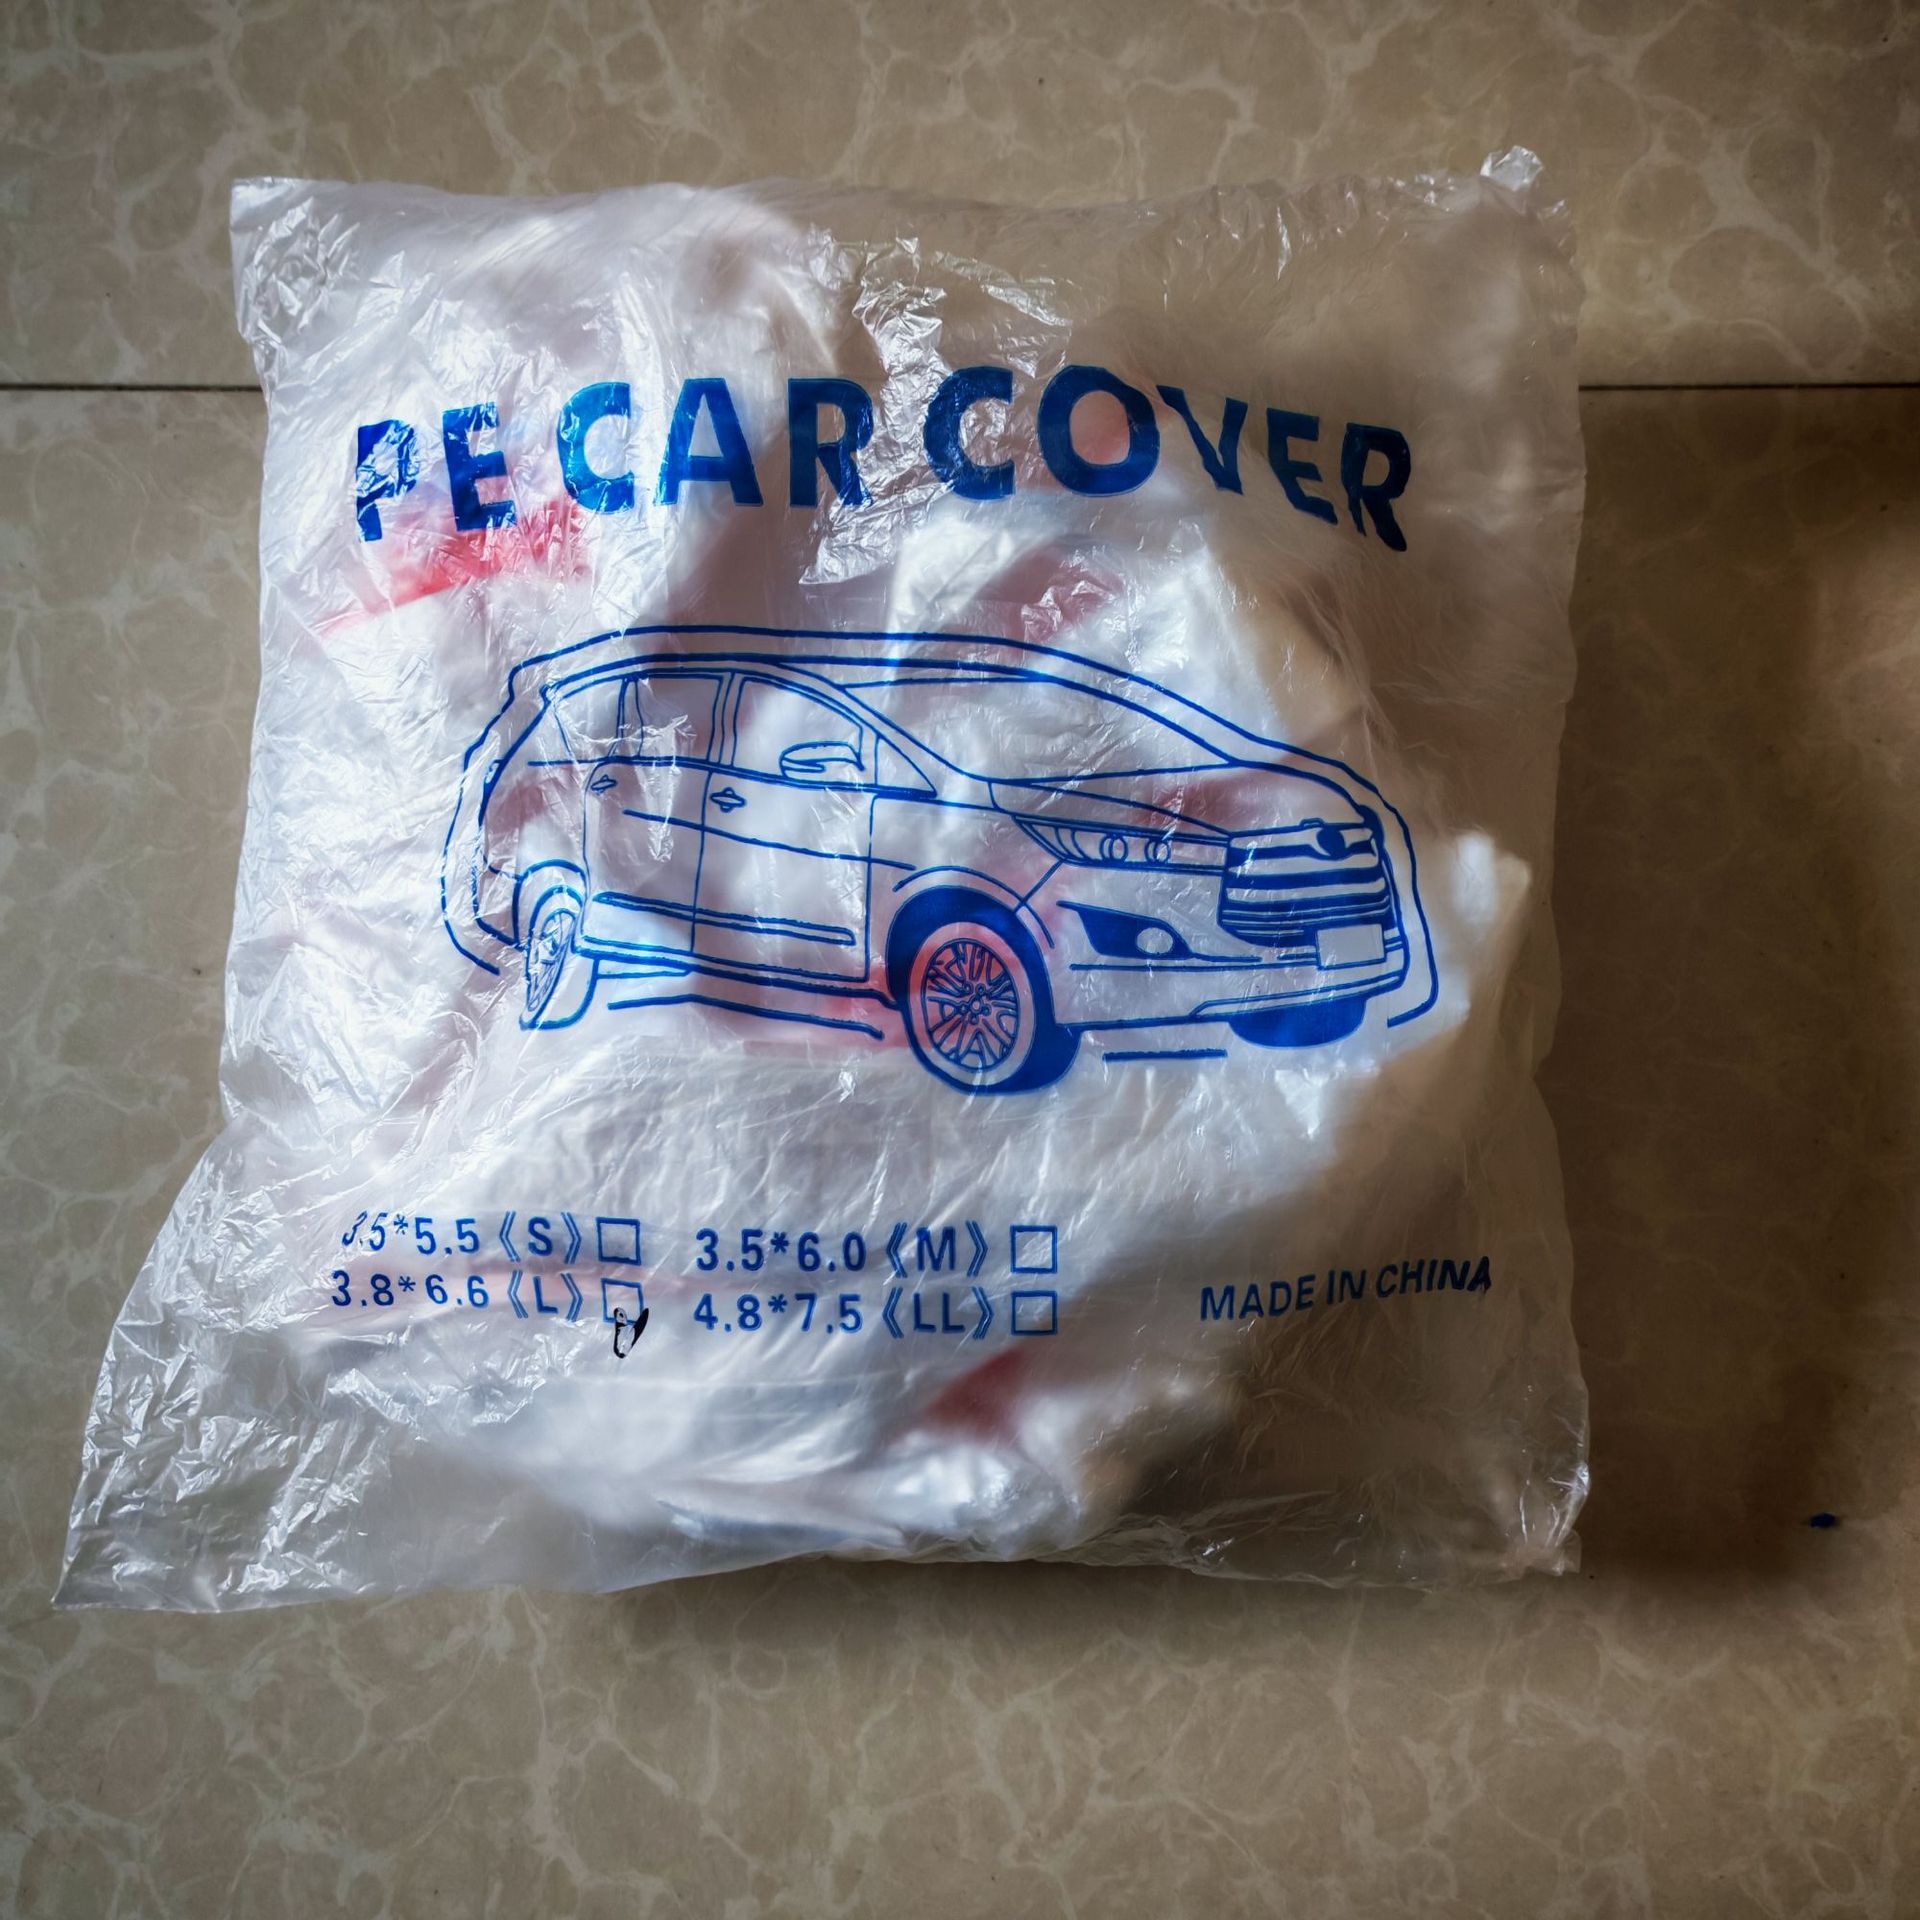 PE CAR COVER
3.5*5.5《S》□ 3.5*6.0《M》□
3.8*6.6《L》□ 4.8*7.5《LL》□
MADE IN CHINA